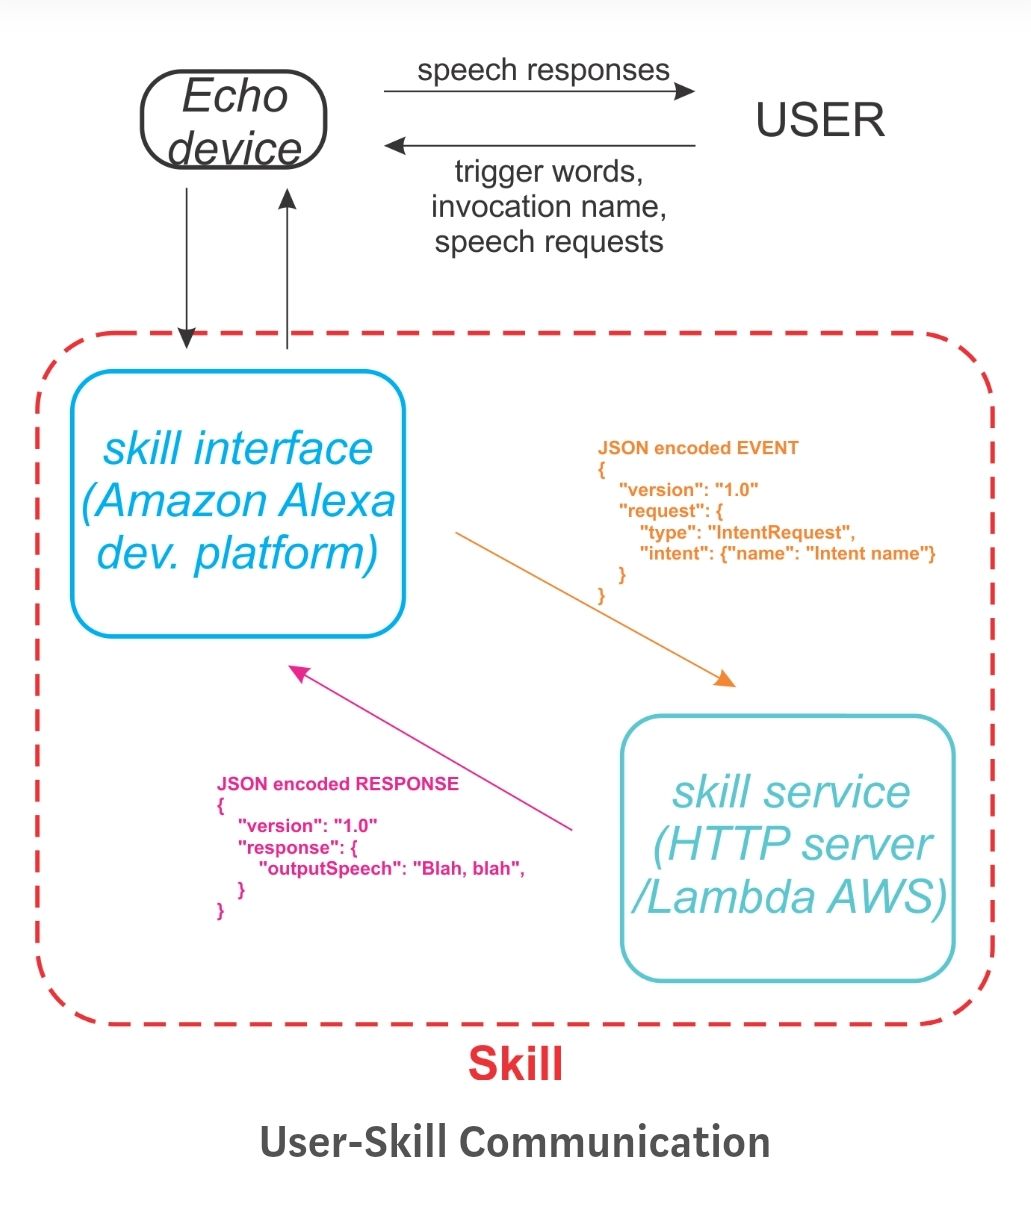 speech responses
Echo
device
USER
trigger words,
invocation name,
speech requests
skill interface
(Amazon Alexa
dev. platform)
JSON encoded EVENT
{
"version": "1.0"
"request": {
"type": "IntentRequest",
"intent": {"name": "Intent name"}
}
}
JSON encoded RESPONSE
{
"version": "1.0"
"response": {
"outputSpeech": "Blah, blah",
}
}
skill service
(HTTP server
/Lambda AWS)
Skill
User-Skill Communication